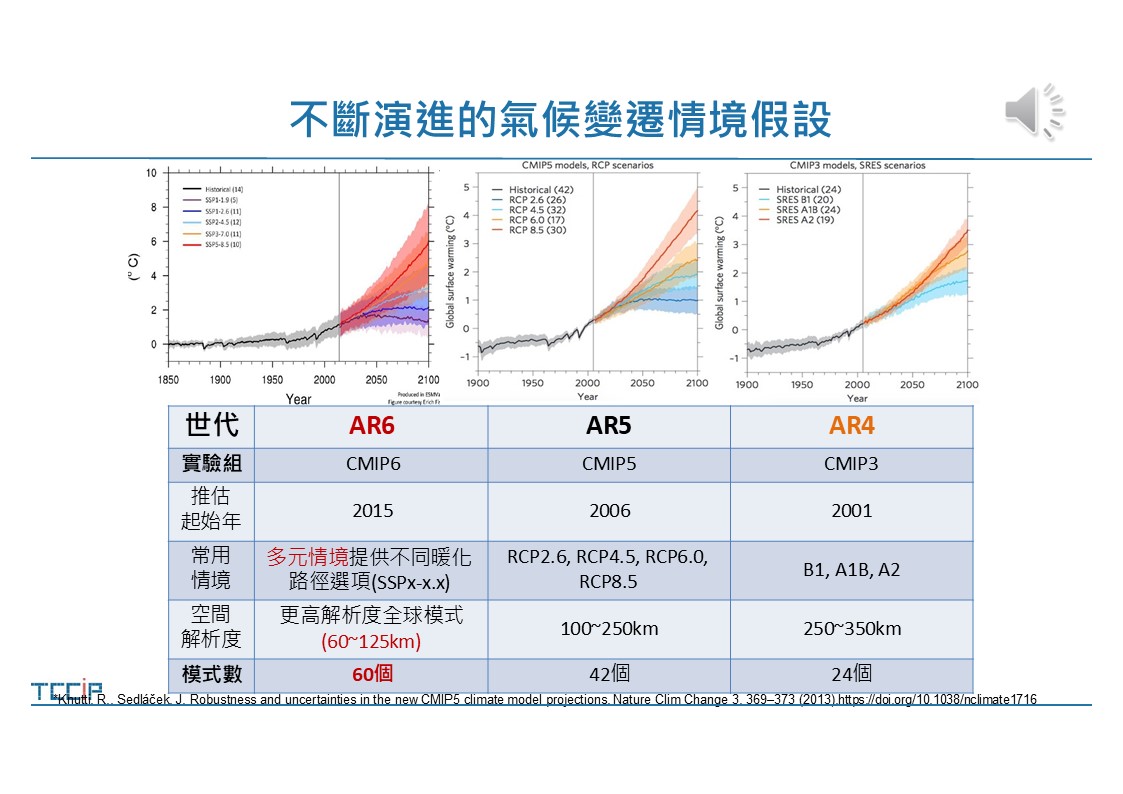 不斷演進的氣候變遷情境假設
10
8
6
4
2
0
(° C)
Historical (14)
SSP1-1.9 (5)
SSP1-2.6 (11)
SSP2-4.5 (12)
SSP3-7.0 (11)
SSP5-8.5 (10)
1850 1900 1950 2000 2050 2100
Year
Produced in ESMVa
Figure courtesy Erich Fi
CMIP5 models, RCP scenarios
5
4
3
2
1
0
−1
Global surface warming (°C)
Historical (42)
RCP 2.6 (26)
RCP 4.5 (32)
RCP 6.0 (17)
RCP 8.5 (30)
1900 1950 2000 2050 2100
Year
CMIP3 models, SRES scenarios
5
4
3
2
1
0
−1
Global surface warming (°C)
Historical (24)
SRES B1 (20)
SRES A1B (24)
SRES A2 (19)
1900 1950 2000 2050 2100
Year
世代 AR6 AR5 AR4
實驗組 CMIP6 CMIP5 CMIP3
推估
起始年 2015 2006 2001
常用
情境
多元情境提供不同暖化
路徑選項(SSPx-x.x)
RCP2.6, RCP4.5, RCP6.0,
RCP8.5
B1, A1B, A2
空間
解析度
更高解析度全球模式
(60~125km)
100~250km
250~350km
模式數 60個 42個 24個
TCCIP
*Knutti, R., Sedláček, J. Robustness and uncertainties in the new CMIP5 climate model projections. Nature Clim Change 3, 369–373 (2013).https://doi.org/10.1038/nclimate1716